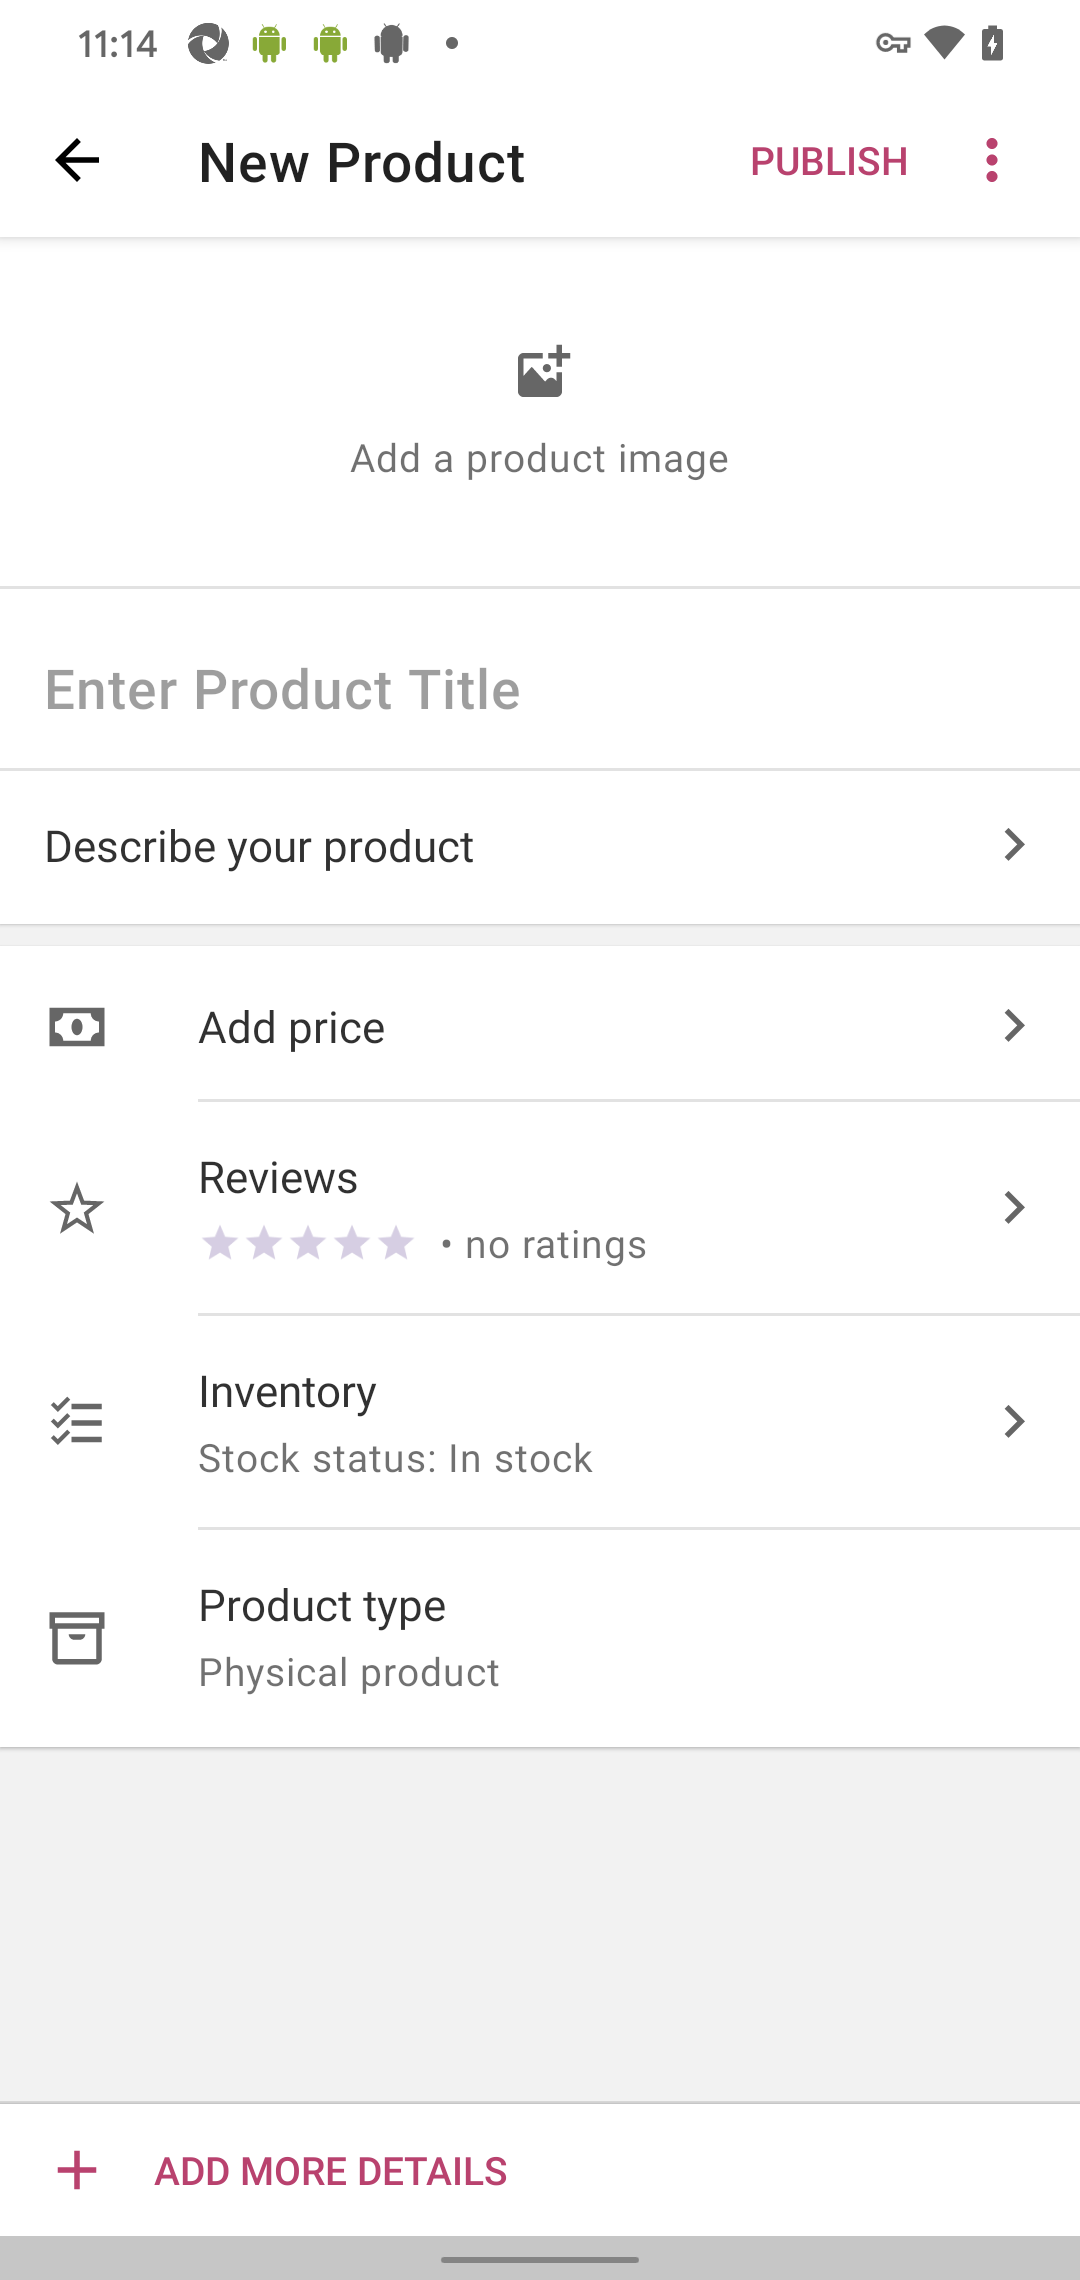 11:14
New Product
PUBLISH
Add a product image
Enter Product Title
Describe your product
Add price
Reviews
• no ratings
Inventory
Stock status: In stock
Product type
Physical product
ADD MORE DETAILS